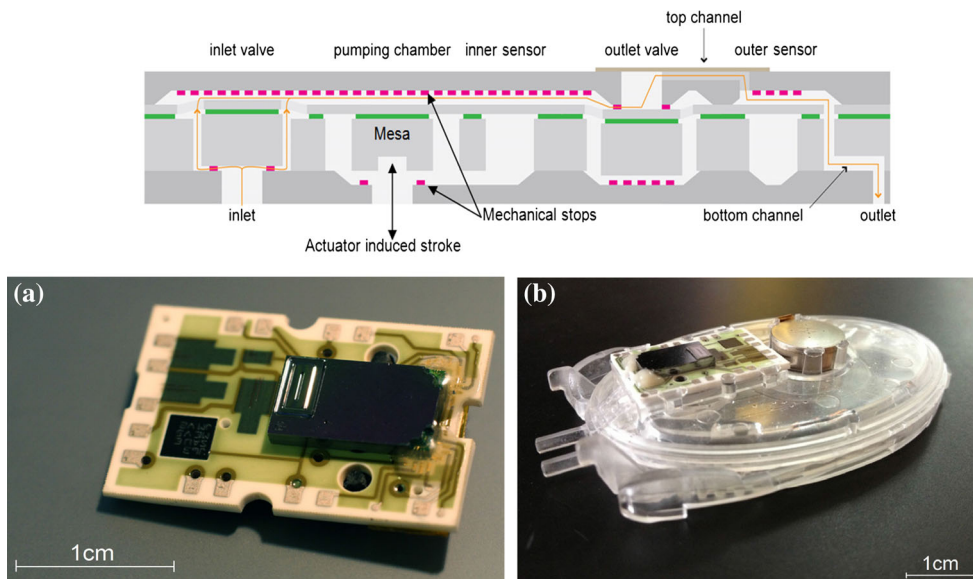 top channel
inlet valve pumping chamber inner sensor outlet valve outer sensor
Mesa
inlet Mechanical stops bottom channel outlet
Actuator induced stroke
(a) (b)
1cm 1cm